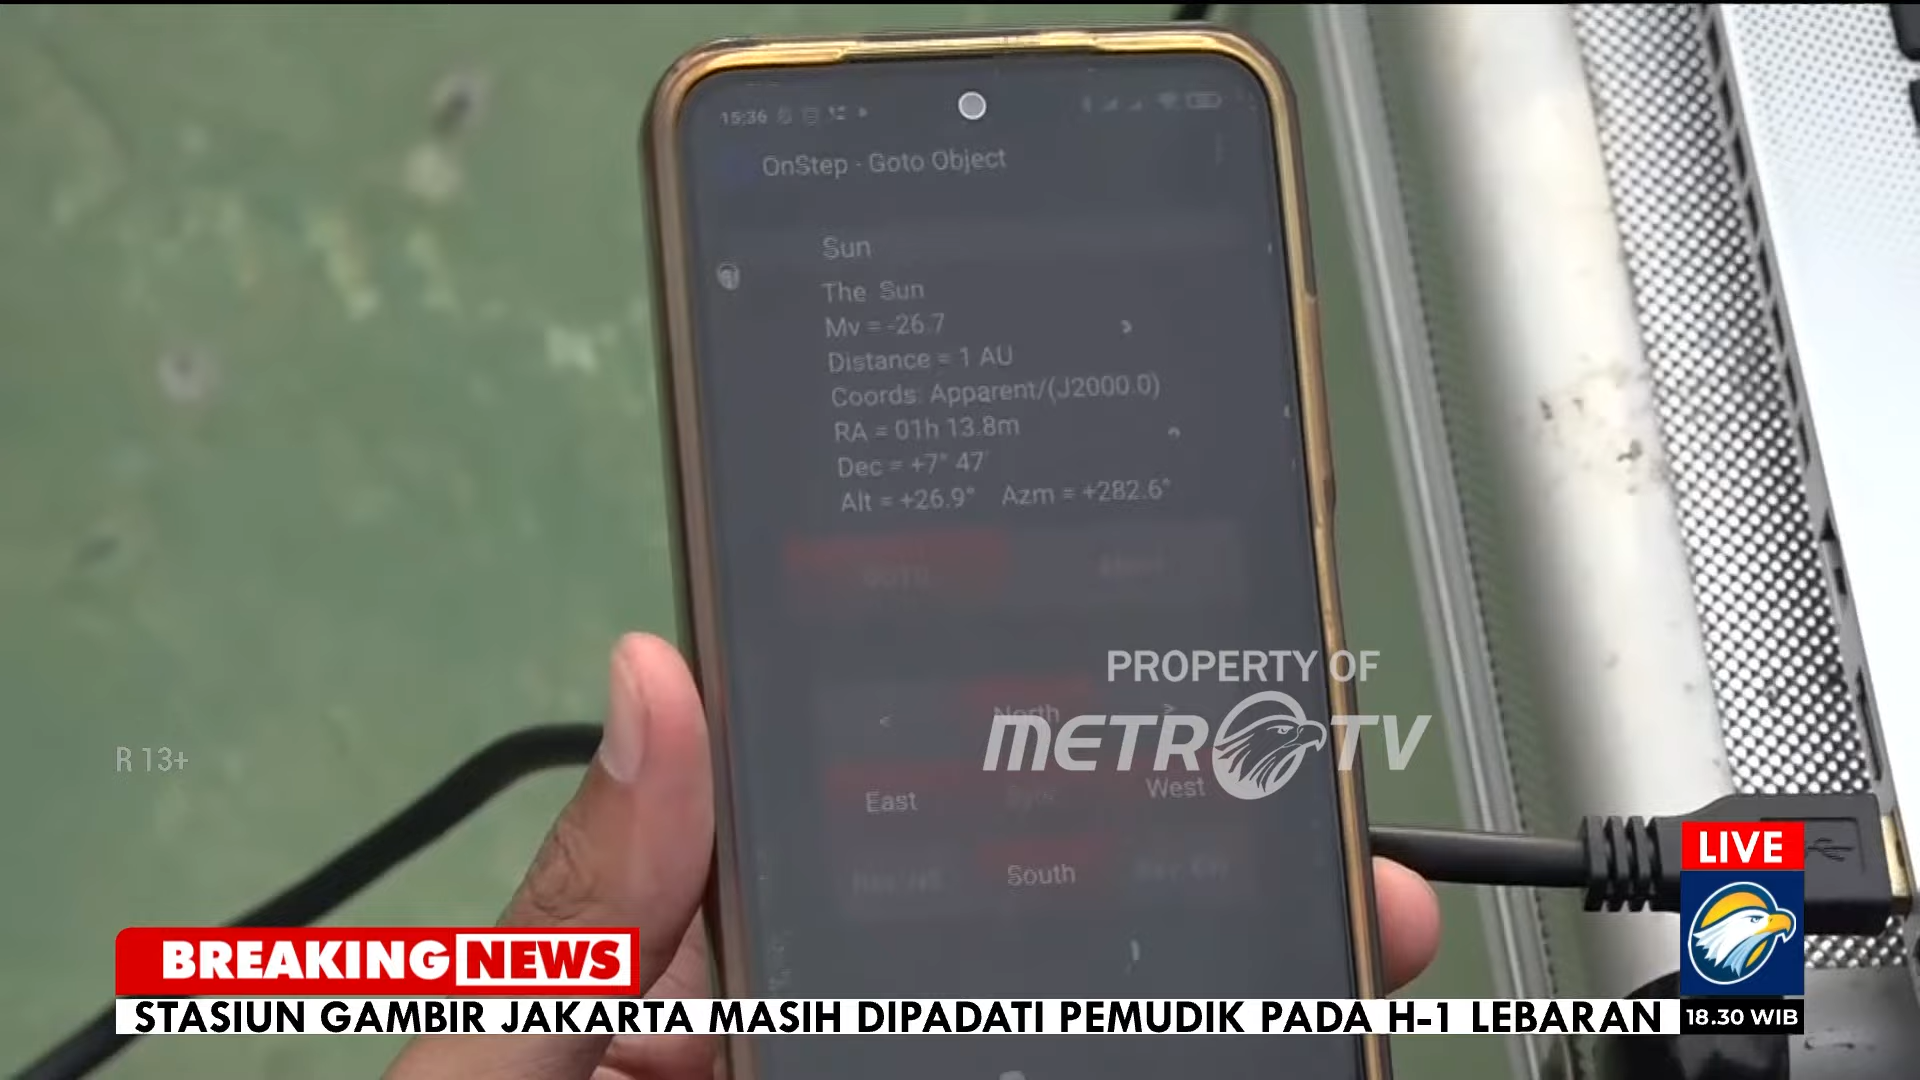 15:36
OnStep - Goto Object
Sun
The Sun
Mv = -26.7
Distance = 1 AU
Coords: Apparent/(J2000.0)
RA = 01h 13.8m
Dec = +7° 47'
Alt = +26.9° Azm = +282.6°
PROPERTY OF
METRO TV
< North >
East West
South
R 13+
LIVE
BREAKING NEWS
STASIUN GAMBIR JAKARTA MASIH DIPADATI PEMUDIK PADA H-1 LEBARAN
18.30 WIB